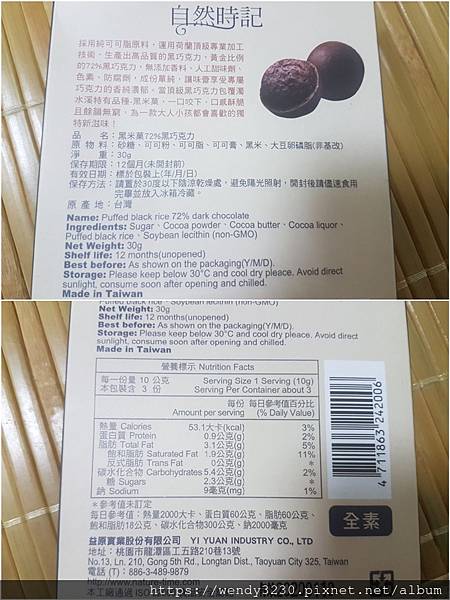 自然時記
採用純可可脂原料，運用荷蘭頂級專業加工
技術，生產出高品質的黑巧克力，黃金比例
的72%黑巧克力，無添加香料、人工甜味劑、
色素、防腐劑，成份單純，讓味蕾享受專屬
巧克力的香純濃郁。當頂級黑巧克力包覆濁
水溪特有品種-黑米菓，一口咬下，口感酥脆
且餘韻無窮，為一款大人小孩都會喜歡的獨
特新滋味！
品　　名：黑米菓72%黑巧克力
原 物 料：砂糖、可可粉、可可脂、可可膏、黑米、大豆卵磷脂(非基改)
淨　　重：30g
保存期限：12個月(未開封前)
有效日期：標於包裝上(年/月/日)
保存方法：請置於30度以下陰涼乾燥處，避免陽光照射，開封後請儘速食用
完畢並放入冰箱冷藏。
原 產 地：台灣
Name: Puffed black rice 72% dark chocolate
Ingredients: Sugar、Cocoa powder、Cocoa butter、Cocoa liquor、
Puffed black rice、Soybean lecithin (non-GMO)
Net Weight: 30g
Shelf life: 12 months(unopened)
Best before: As shown on the packaging(Y/M/D).
Storage: Please keep below 30°C and cool dry pleace. Avoid direct
sunlight, consume soon after opening and chilled.
Made in Taiwan
Puffed black rice、Soybean lecithin (non-GMO)
Net Weight: 30g
Shelf life: 12 months(unopened)
Best before: As shown on the packaging(Y/M/D).
Storage: Please keep below 30°C and cool dry pleace. Avoid direct
sunlight, consume soon after opening and chilled.
Made in Taiwan
營養標示 Nutrition Facts
每一份量 10 公克 Serving Size 1 Serving (10g)
本包裝含 3 份 Serving Per Container about 3
每份 每日參考值百分比
Amount per serving (% Daily Value)
熱量 Calories 53.1大卡(kcal) 3%
蛋白質 Protein 0.9公克(g) 2%
脂肪 Total Fat 3.1公克(g) 5%
飽和脂肪 Saturated Fat 1.9公克(g) 11%
反式脂肪 Trans Fat 0公克(g) *
碳水化合物 Carbohydrates 5.4公克(g) 2%
糖 Sugars 2.3公克(g) *
鈉 Sodium 9毫克(mg) 1%
*參考值未訂定
每日參考值：熱量2000大卡、蛋白質60公克、脂肪60公克、
飽和脂肪18公克、碳水化合物300公克、鈉2000毫克
4 711863 242006
全素
益原實業股份有限公司 YI YUAN INDUSTRY CO., LTD
地址：桃園市龍潭區工五路210巷13號
No.13, Ln. 210, Gong 5th Rd., Longtan Dist., Taoyuan City 325, Taiwan
電話(T)：886-3-489-9879
http://www.nature-time.com
本工廠通過 ISO
https://wendy3230.pixnet.net/album